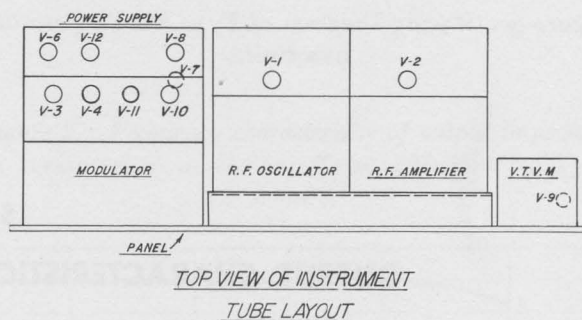 POWER SUPPLY
V-6 V-12 V-8
V-7
V-1 V-2
V-3 V-4 V-11 V-10
MODULATOR R.F. OSCILLATOR R.F. AMPLIFIER V.T.V.M
V-9
PANEL
TOP VIEW OF INSTRUMENT
TUBE LAYOUT